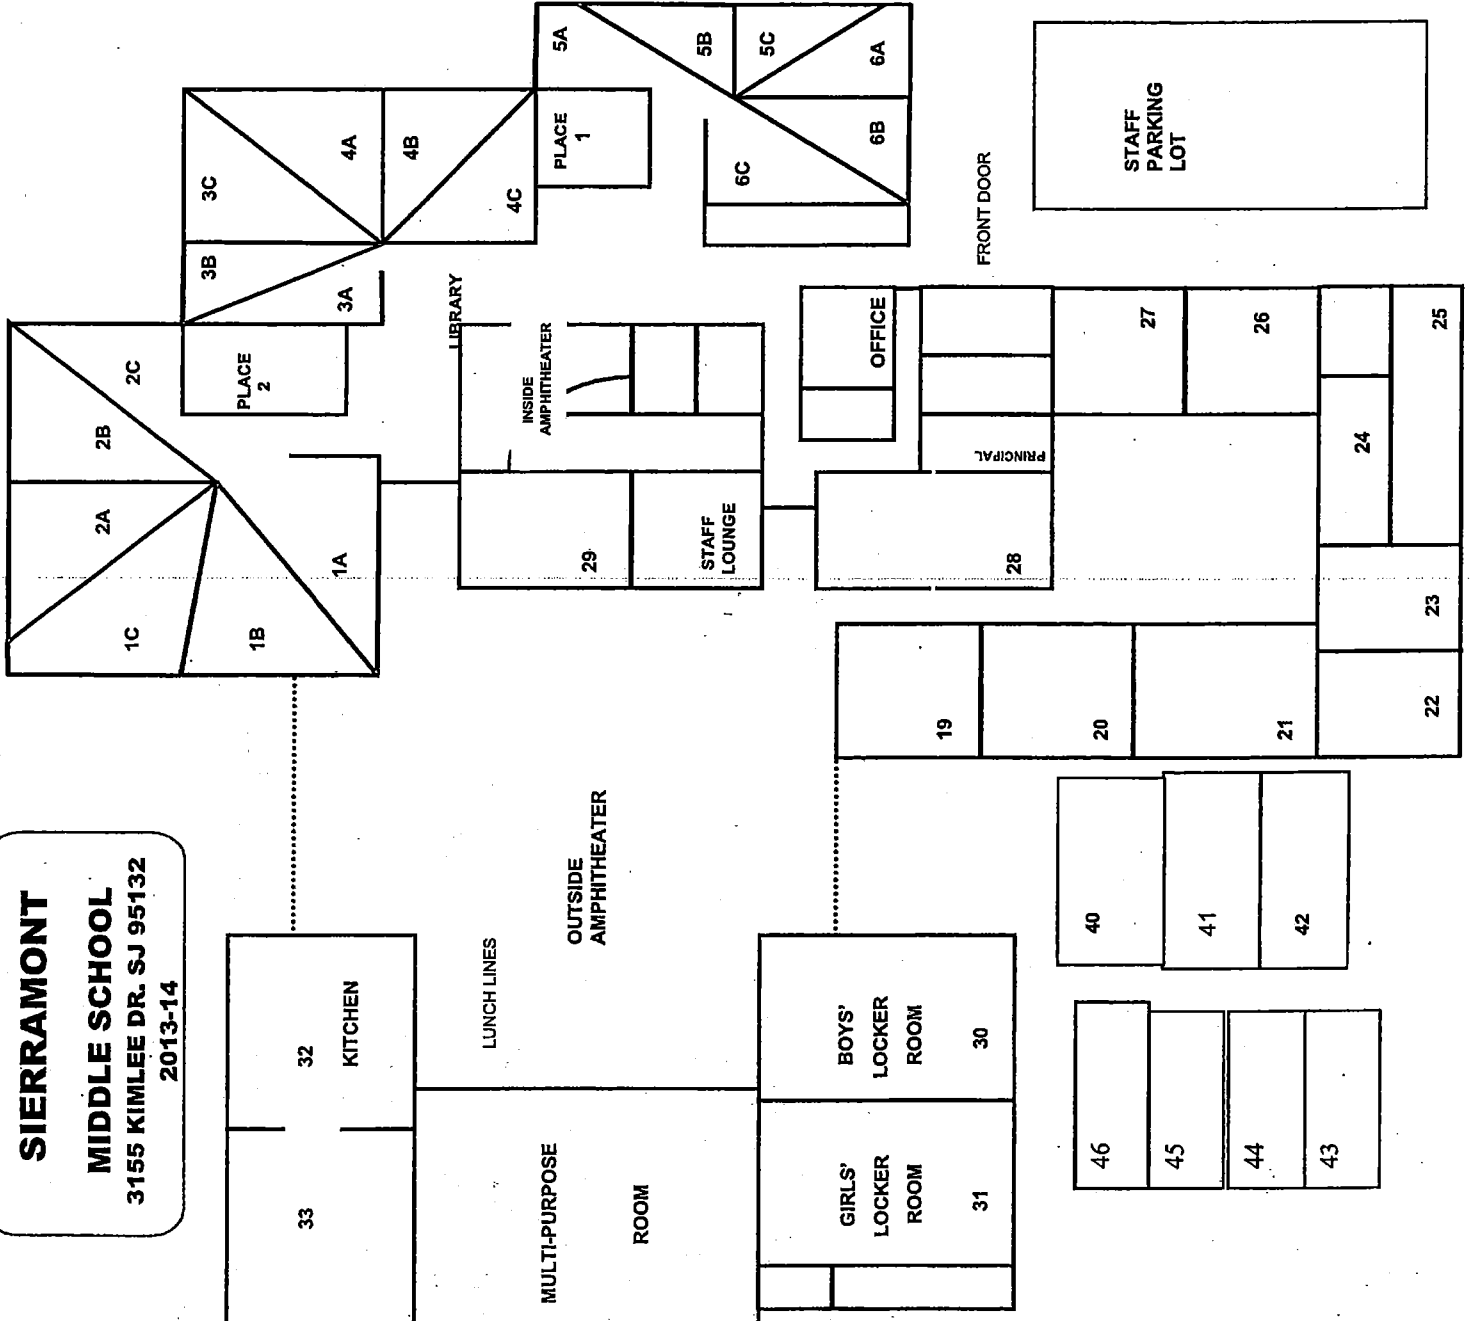 SIERRAMONT
MIDDLE SCHOOL
3155 KIMLEE DR. SJ 95132
2013-14
33
32
KITCHEN
MULTI-PURPOSE
ROOM
LUNCH LINES
OUTSIDE
AMPHITHEATER
GIRLS'
LOCKER
ROOM
31
BOYS'
LOCKER
ROOM
30
46
45
44
43
40
41
42
1C
1B
1A
2A
2B
2C
PLACE
2
3B
3A
3C
4A
4B
4C
LIBRARY
5A
PLACE
1
5B
5C
6A
6B
6C
29
STAFF
LOUNGE
INSIDE
AMPHITHEATER
OFFICE
PRINCIPAL
28
FRONT DOOR
STAFF
PARKING
LOT
19
20
21
22
23
24
25
26
27